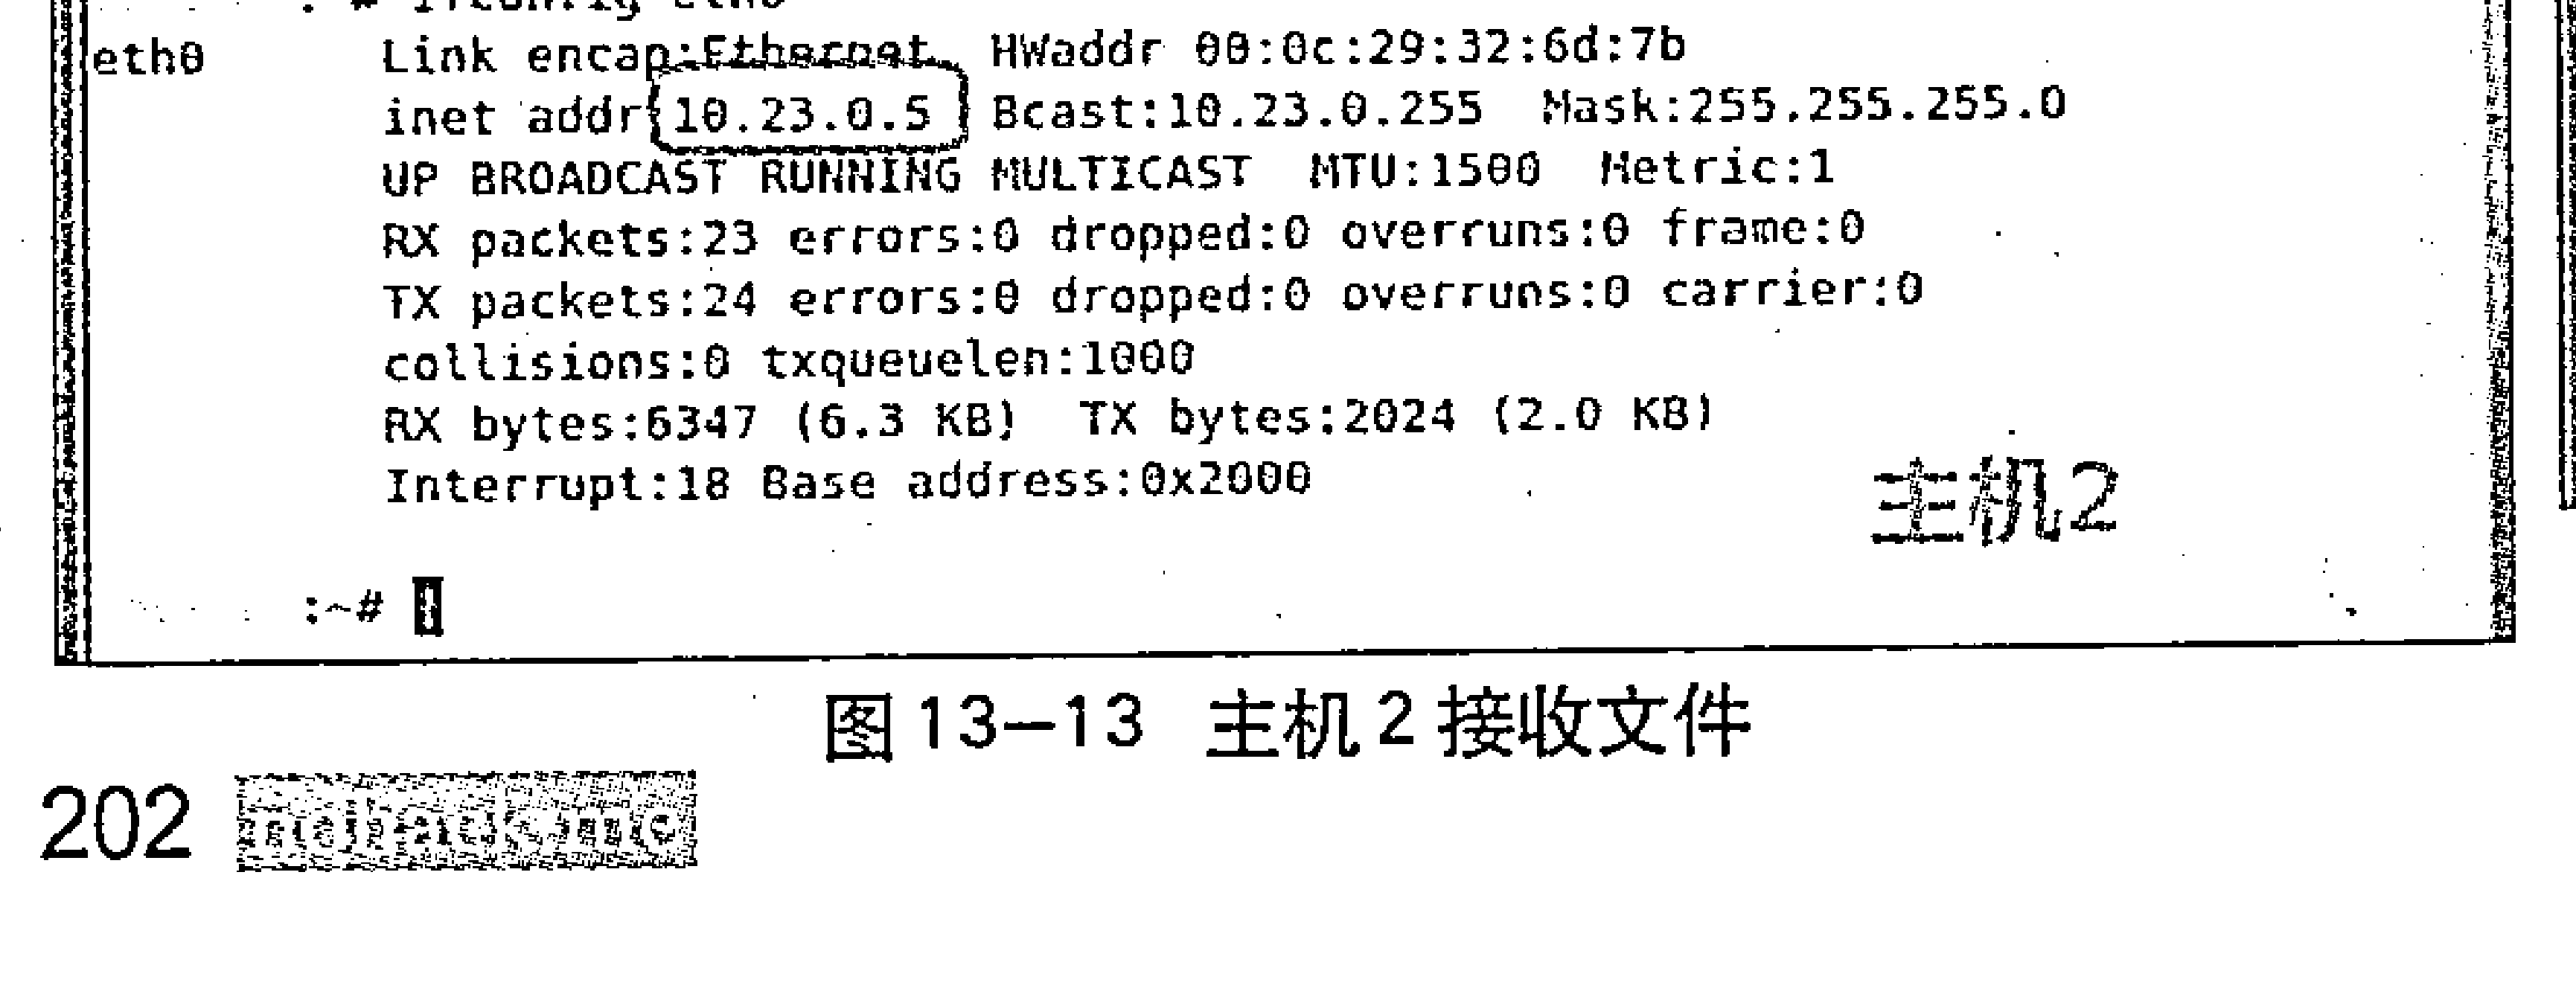 : # ifconfig eth0
eth0 Link encap:Ethernet HWaddr 00:0c:29:32:6d:7b
inet addr:10.23.0.5 Bcast:10.23.0.255 Mask:255.255.255.0
UP BROADCAST RUNNING MULTICAST MTU:1500 Metric:1
RX packets:23 errors:0 dropped:0 overruns:0 frame:0
TX packets:24 errors:0 dropped:0 overruns:0 carrier:0
collisions:0 txqueuelen:1000
RX bytes:6347 (6.3 KB) TX bytes:2024 (2.0 KB)
Interrupt:18 Base address:0x2000
主机2
:~#
图13-13 主机2接收文件
202